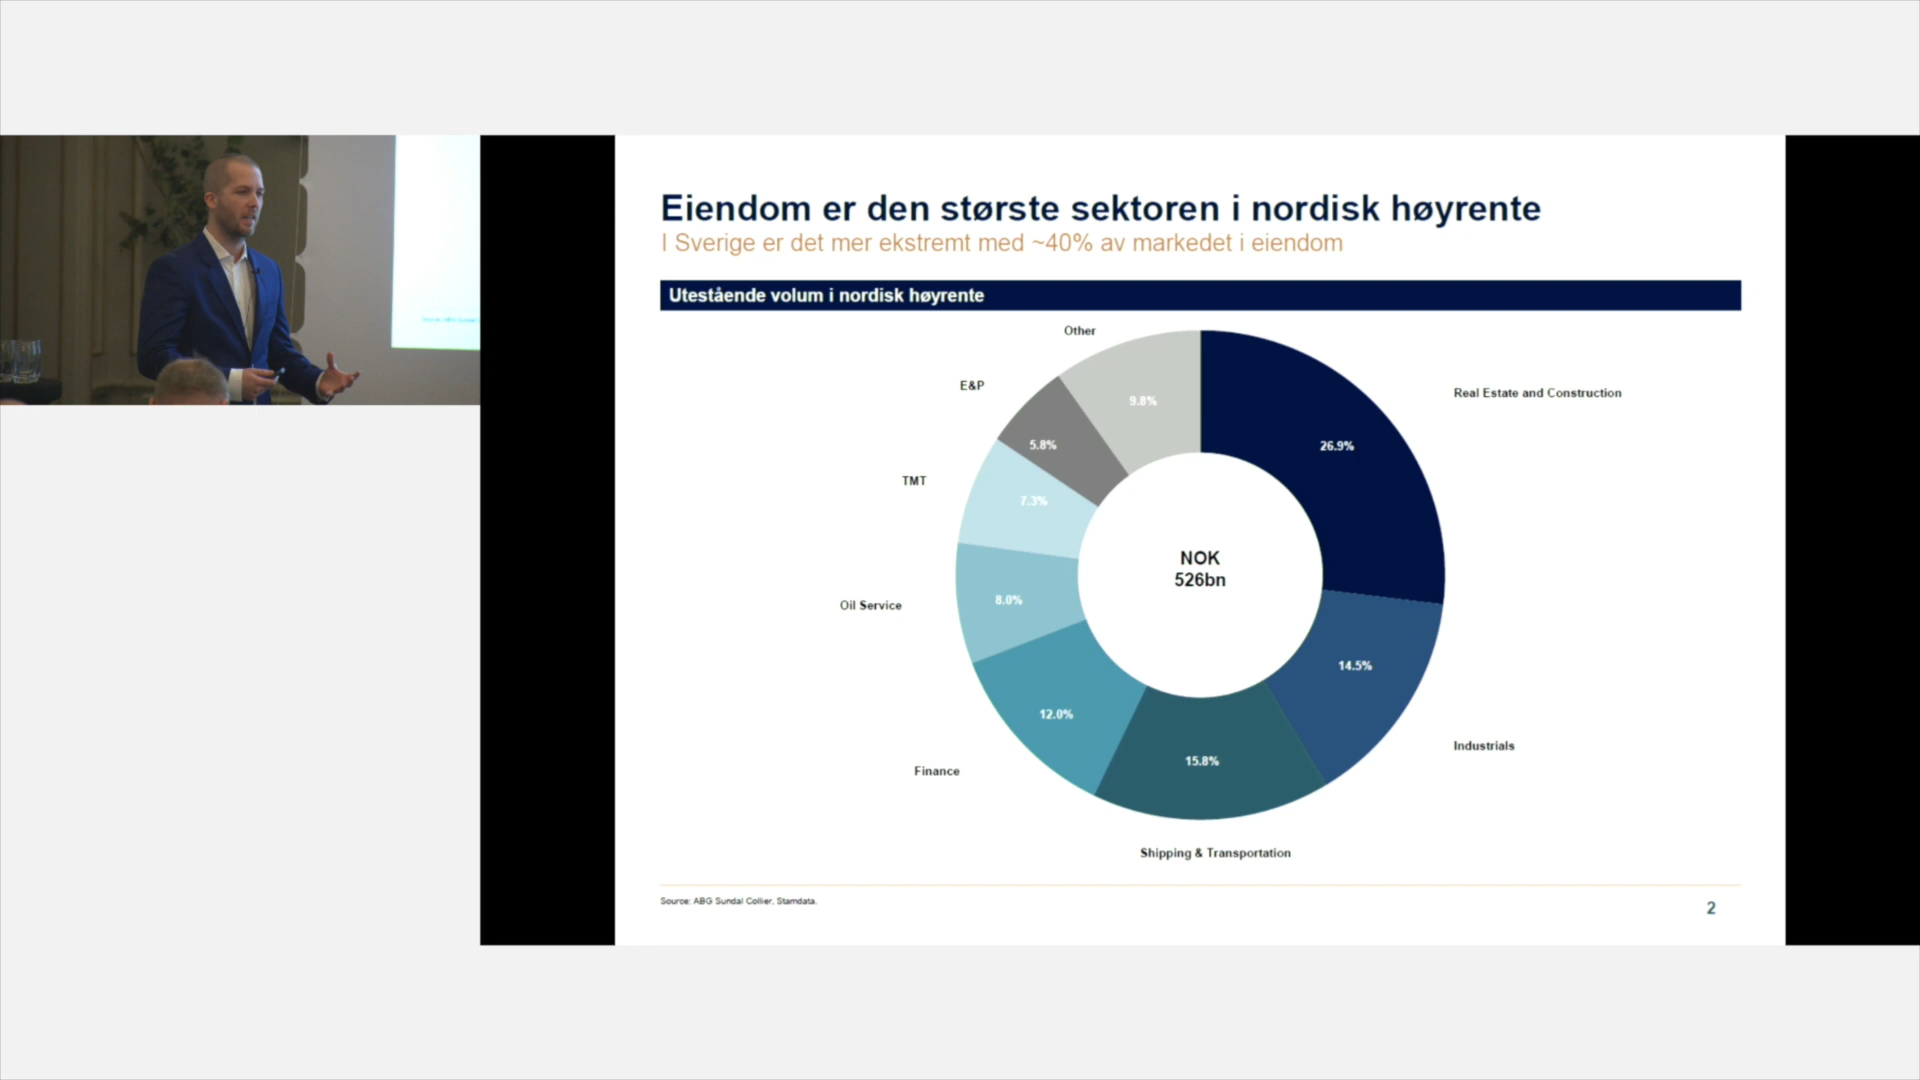 Eiendom er den største sektoren i nordisk høyrente
I Sverige er det mer ekstremt med ~40% av markedet i eiendom
Utestående volum i nordisk høyrente
Other
E&P
9.8%
Real Estate and Construction
5.8%
26.9%
TMT
7.3%
NOK
526bn
Oil Service
8.0%
14.5%
12.0%
Industrials
15.8%
Finance
Shipping & Transportation
Source: ABG Sundal Collier, Stamdata.
2